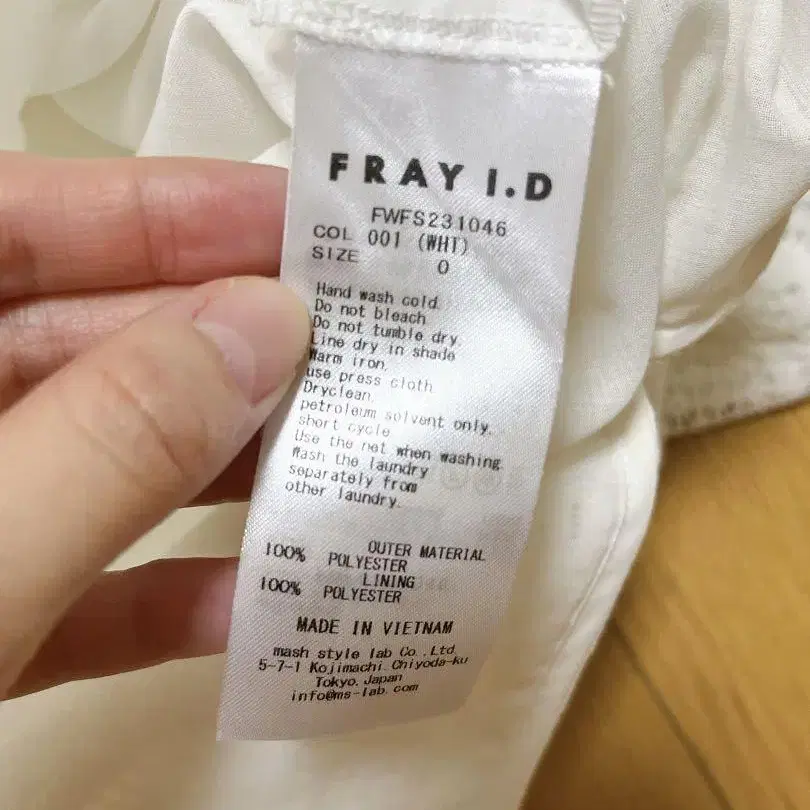 FRAY I.D
FWFS231046
COL 001 (WHT)
SIZE 0
Hand wash cold.
Do not bleach
Do not tumble dry.
Line dry in shade
Warm iron.
use press cloth
Dryclean.
petroleum solvent only.
short cycle
Use the net when washing.
Wash the laundry
separately from
other laundry.
OUTER MATERIAL
100% POLYESTER
LINING
100% POLYESTER
MADE IN VIETNAM
mash style lab Co.,Ltd.
5-7-1 Kojimachi.Chiyoda-ku
Tokyo.Japan
info@ms-lab.com